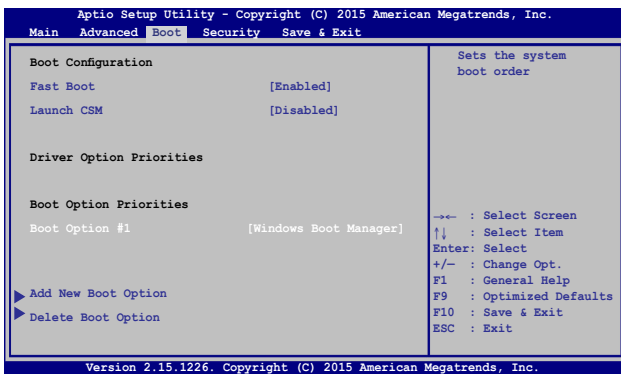 Aptio Setup Utility - Copyright (C) 2015 American Megatrends, Inc.
Main Advanced Boot Security Save & Exit
Boot Configuration
Fast Boot [Enabled]
Launch CSM [Disabled]
Driver Option Priorities
Boot Option Priorities
Boot Option #1 [Windows Boot Manager]
Add New Boot Option
Delete Boot Option
Sets the system
boot order
→← : Select Screen
↑↓ : Select Item
Enter: Select
+/— : Change Opt.
F1 : General Help
F9 : Optimized Defaults
F10 : Save & Exit
ESC : Exit
Version 2.15.1226. Copyright (C) 2015 American Megatrends, Inc.